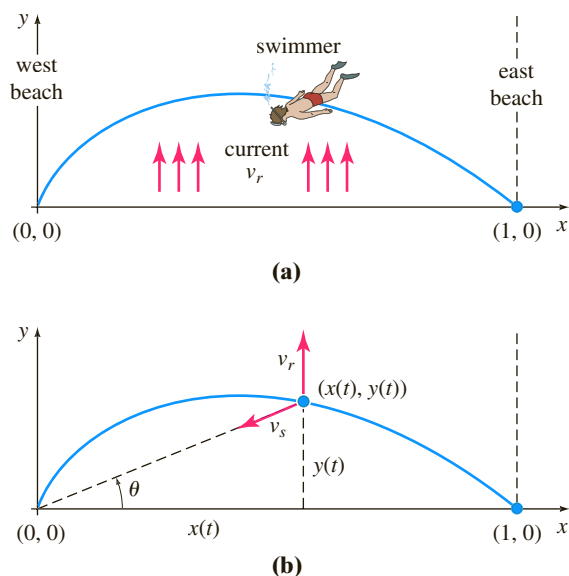 y
swimmer
west
beach
east
beach
current
v_r
(0, 0)
(1, 0)
x
(a)
y
v_r
(x(t), y(t))
v_s
y(t)
θ
(0, 0)
x(t)
(1, 0)
x
(b)